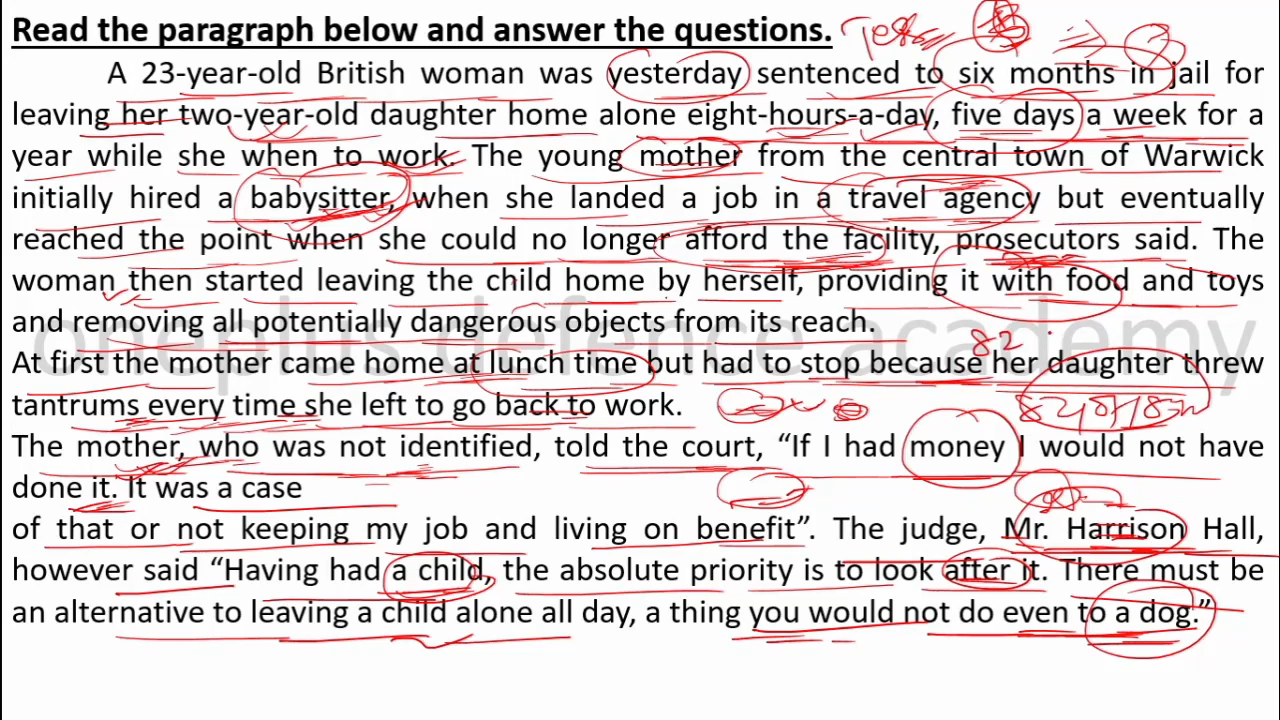 Read the paragraph below and answer the questions.
A 23-year-old British woman was yesterday sentenced to six months in jail for
leaving her two-year-old daughter home alone eight-hours-a-day, five days a week for a
year while she when to work. The young mother from the central town of Warwick
initially hired a babysitter, when she landed a job in a travel agency but eventually
reached the point when she could no longer afford the facility, prosecutors said. The
woman then started leaving the child home by herself, providing it with food and toys
and removing all potentially dangerous objects from its reach.
oneplus defence academy
At first the mother came home at lunch time but had to stop because her daughter threw
tantrums every time she left to go back to work.
The mother, who was not identified, told the court, “If I had money I would not have
done it. It was a case
of that or not keeping my job and living on benefit”. The judge, Mr. Harrison Hall,
however said “Having had a child, the absolute priority is to look after it. There must be
an alternative to leaving a child alone all day, a thing you would not do even to a dog.”